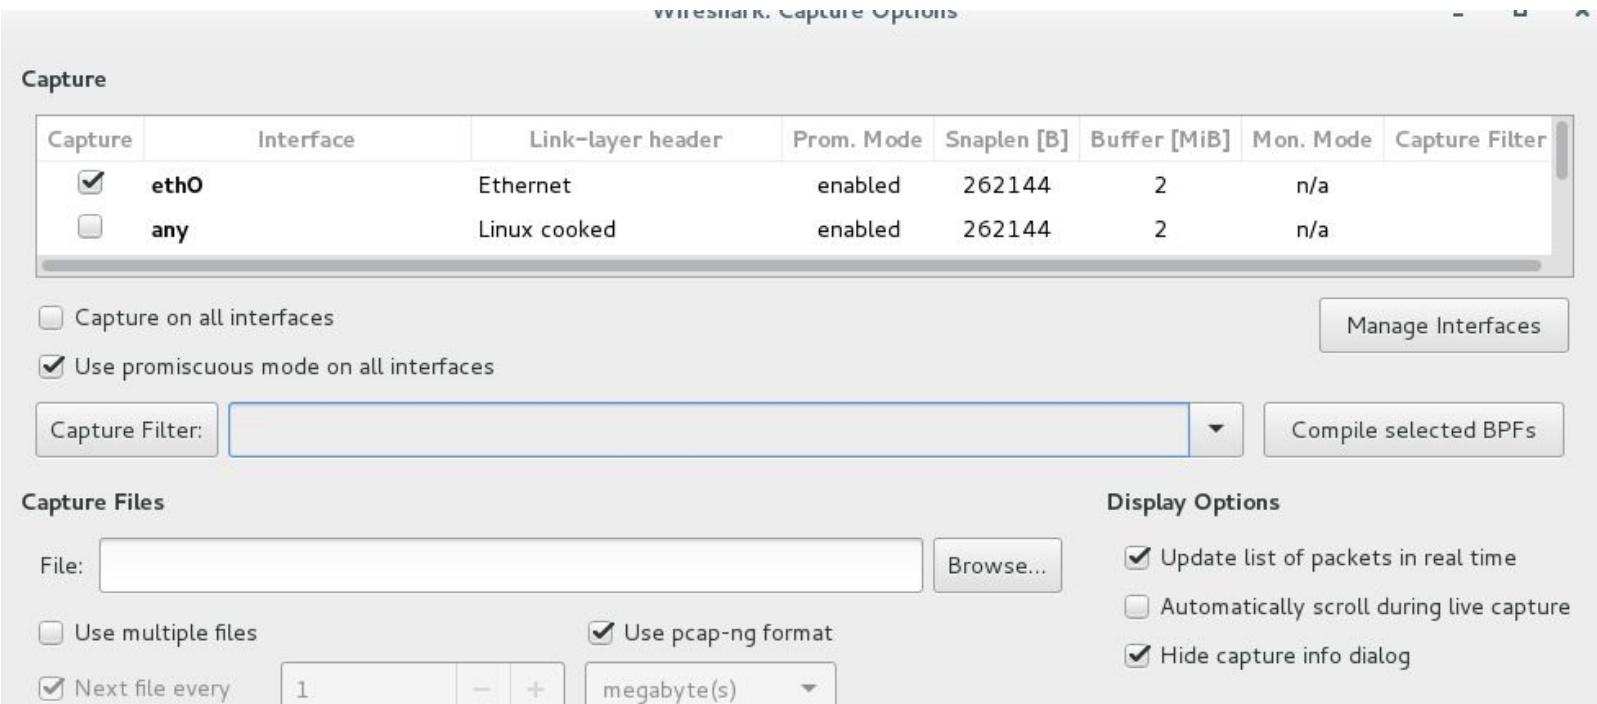 Wireshark: Capture Options
Capture
Capture Interface Link-layer header Prom. Mode Snaplen [B] Buffer [MiB] Mon. Mode Capture Filter
eth0 Ethernet enabled 262144 2 n/a
any Linux cooked enabled 262144 2 n/a
Capture on all interfaces
Manage Interfaces
Use promiscuous mode on all interfaces
Capture Filter: Compile selected BPFs
Capture Files Display Options
File: Browse... Update list of packets in real time
Automatically scroll during live capture
Use multiple files Use pcap-ng format
Hide capture info dialog
Next file every 1 − + megabyte(s)